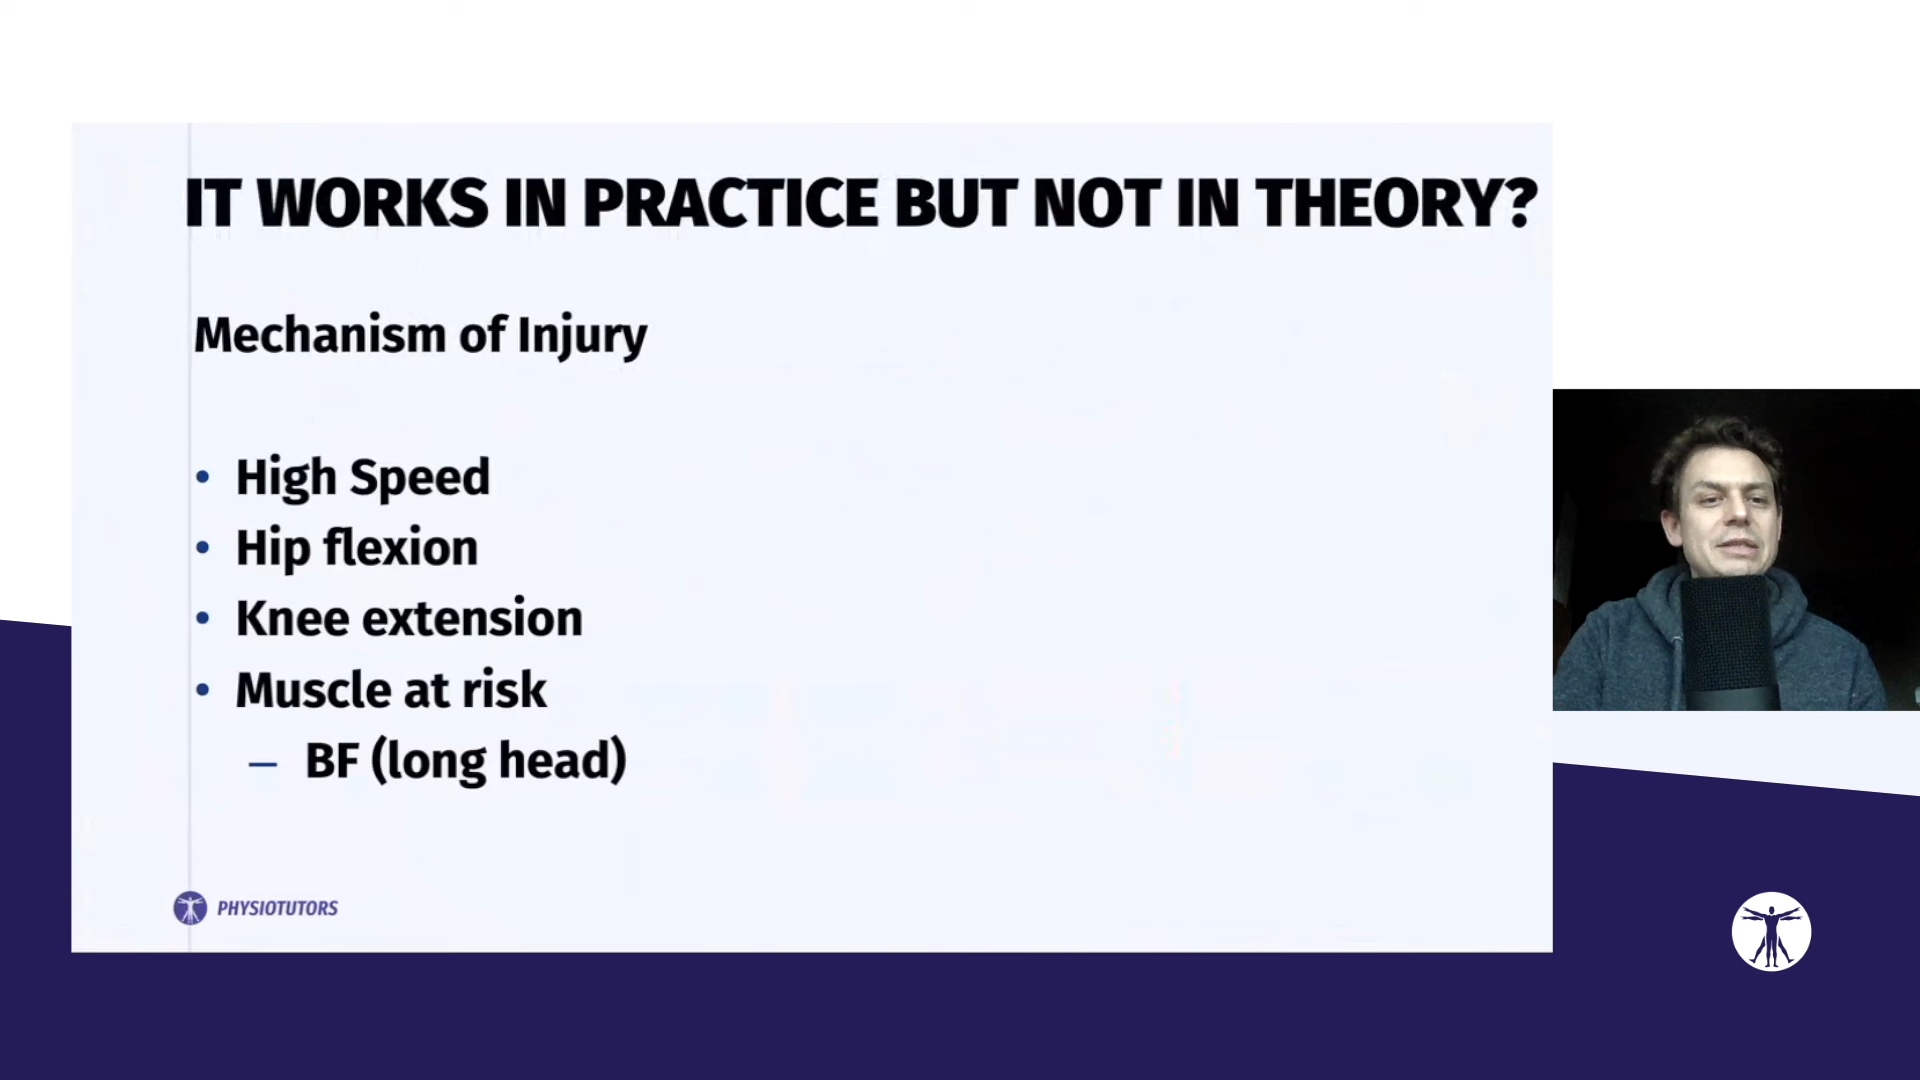 IT WORKS IN PRACTICE BUT NOT IN THEORY?
Mechanism of Injury
• High Speed
• Hip flexion
• Knee extension
• Muscle at risk
– BF (long head)
PHYSIOTUTORS